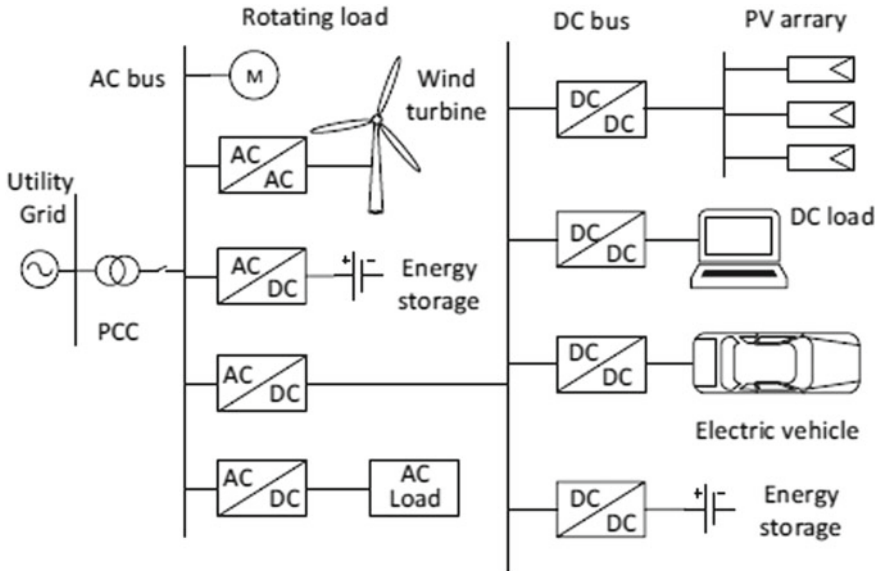 Rotating load
DC bus
PV arrary
AC bus
M
Wind
turbine
DC
DC
AC
AC
Utility
Grid
DC load
DC
DC
AC
DC
+ -
Energy
storage
PCC
DC
DC
AC
DC
Electric vehicle
AC
DC
AC
Load
DC
DC
+ -
Energy
storage